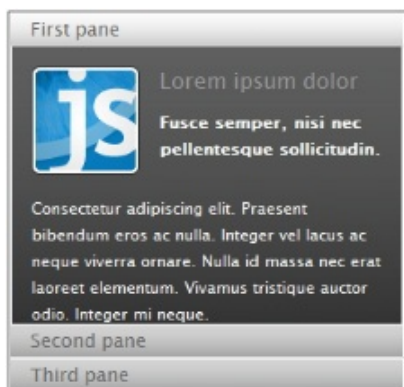 First pane
js
Lorem ipsum dolor
Fusce semper, nisi nec
pellentesque sollicitudin.
Consectetur adipiscing elit. Praesent
bibendum eros ac nulla. Integer vel lacus ac
neque viverra ornare. Nulla id massa nec erat
laoreet elementum. Vivamus tristique auctor
odio. Integer mi neque.
Second pane
Third pane